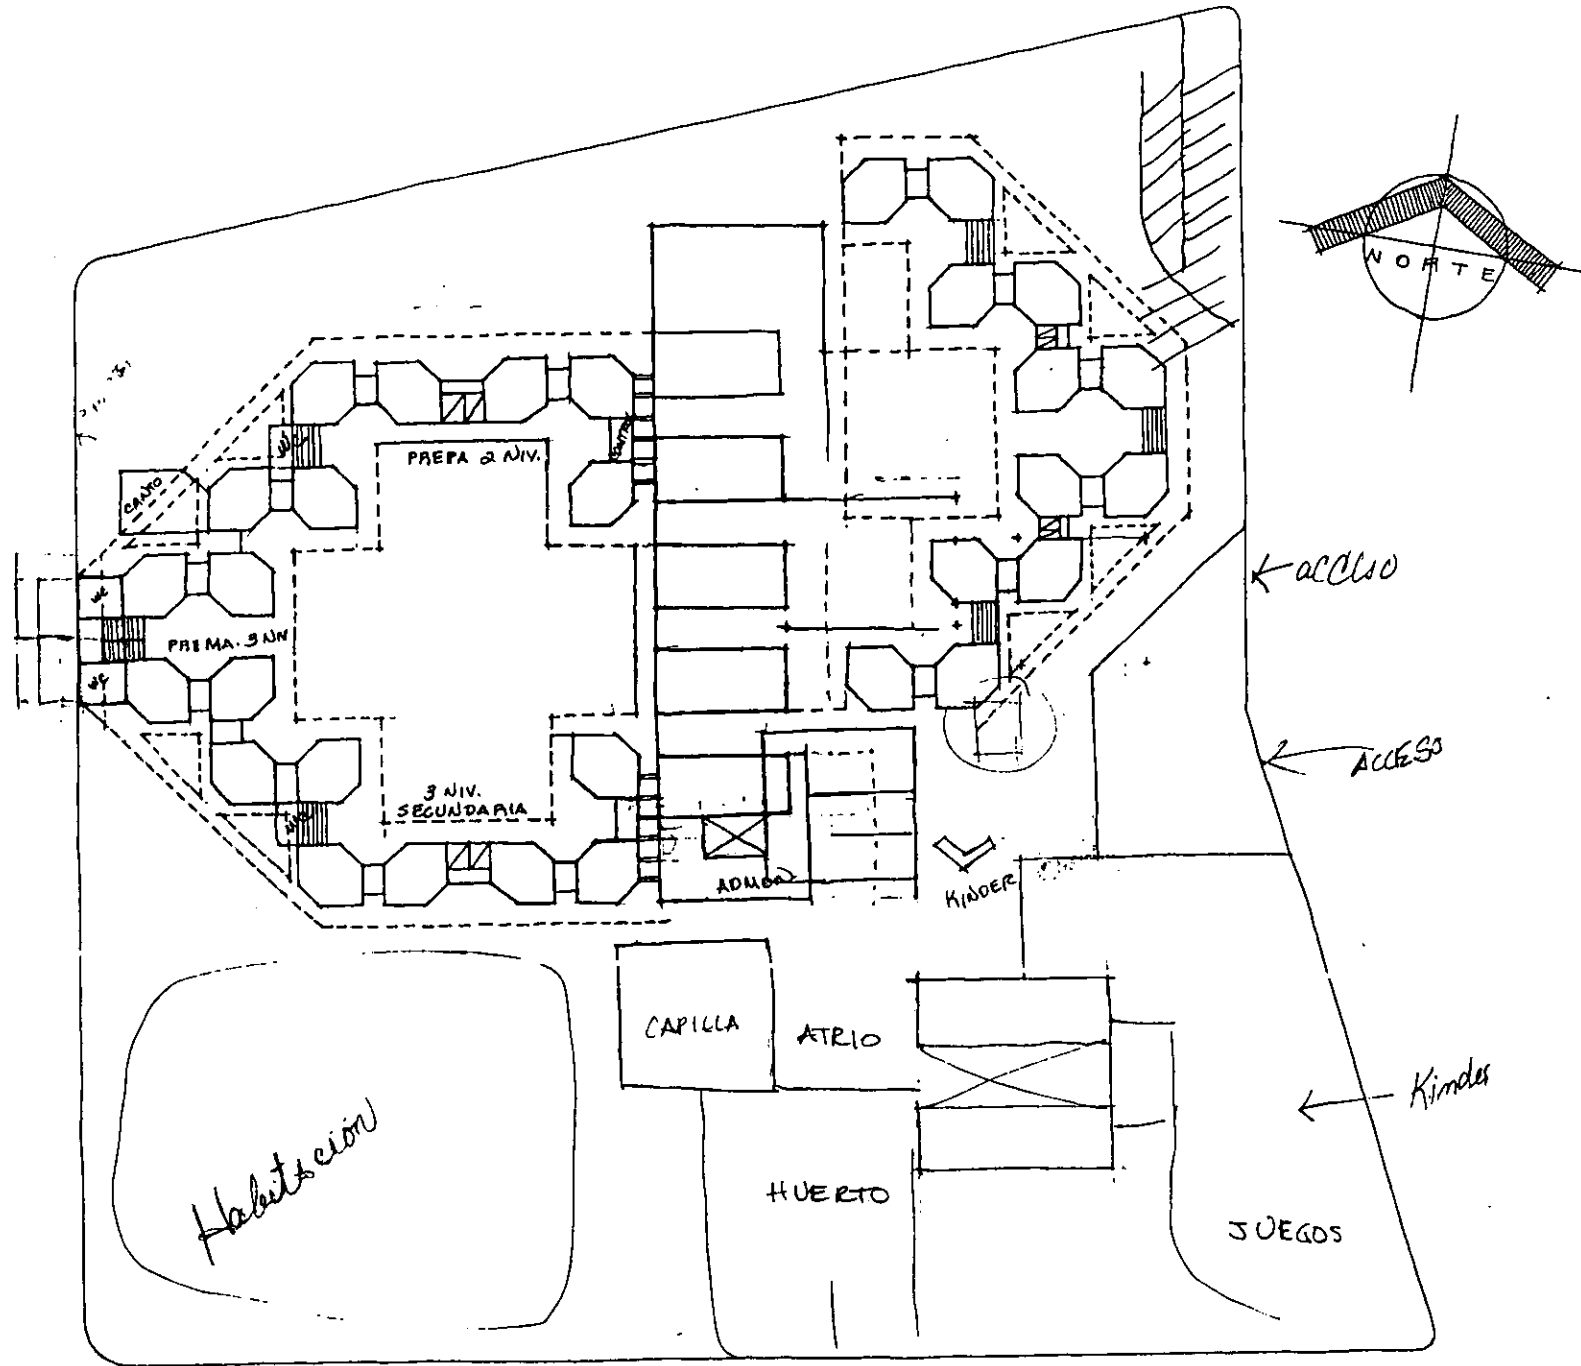 NORTE
PREPA 2 NIV.
CANTO
WC
acceso
PRIMA. 3 NIV
WC
ACCESO
3 NIV.
SECUNDARIA
ADMON
KINDER
CAPILLA
ATRIO
Kinder
Habitación
HUERTO
JUEGOS